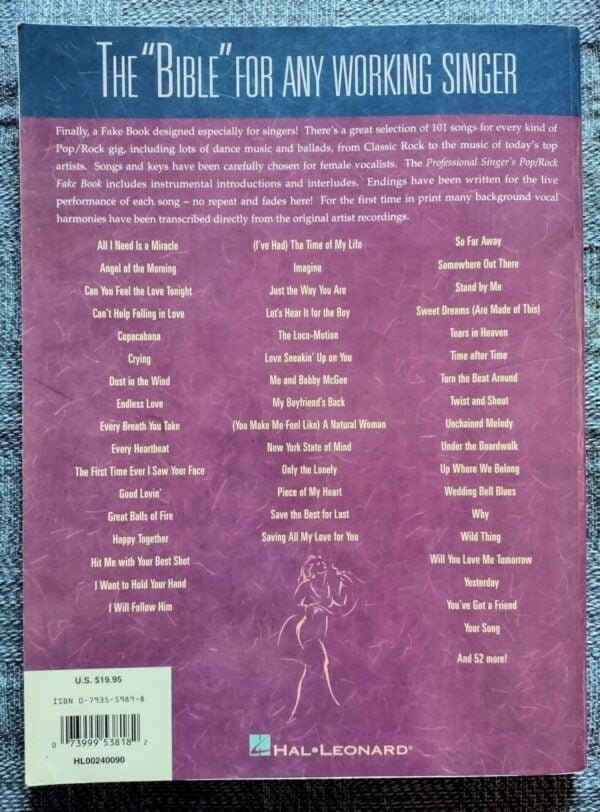 THE "BIBLE" FOR ANY WORKING SINGER
Finally, a Fake Book designed especially for singers! There's a great selection of 101 songs for every kind of
Pop/Rock gig, including lots of dance music and ballads, from Classic Rock to the music of today's top
artists. Songs and keys have been carefully chosen for female vocalists. The Professional Singer's Pop/Rock
Fake Book includes instrumental introductions and interludes. Endings have been written for the live
performance of each song – no repeat and fades here! For the first time in print many background vocal
harmonies have been transcribed directly from the original artist recordings.
All I Need Is a Miracle
Angel of the Morning
Can You Feel the Love Tonight
Can't Help Falling in Love
Copacabana
Crying
Dust in the Wind
Endless Love
Every Breath You Take
Every Heartbeat
The First Time Ever I Saw Your Face
Good Lovin'
Great Balls of Fire
Happy Together
Hit Me with Your Best Shot
I Want to Hold Your Hand
I Will Follow Him
(I've Had) The Time of My Life
Imagine
Just the Way You Are
Let's Hear It for the Boy
The Loco-Motion
Love Sneakin' Up on You
Me and Bobby McGee
My Boyfriend's Back
(You Make Me Feel Like) A Natural Woman
New York State of Mind
Only the Lonely
Piece of My Heart
Save the Best for Last
Saving All My Love for You
So Far Away
Somewhere Out There
Stand by Me
Sweet Dreams (Are Made of This)
Tears in Heaven
Time after Time
Turn the Beat Around
Twist and Shout
Unchained Melody
Under the Boardwalk
Up Where We Belong
Wedding Bell Blues
Why
Wild Thing
Will You Love Me Tomorrow
Yesterday
You've Got a Friend
Your Song
And 52 more!
U.S. $19.95
ISBN 0-7935-5989-8
0 73999 53818 2
HL00240090
HAL•LEONARD®